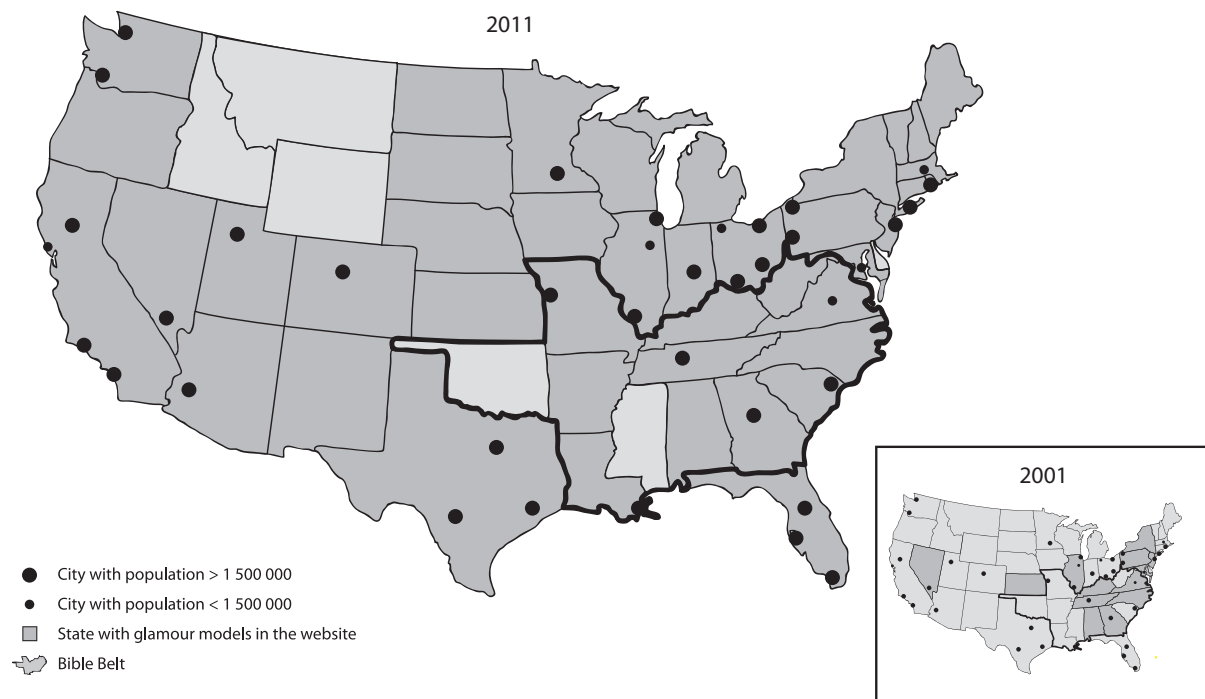 2011
City with population > 1 500 000
City with population < 1 500 000
State with glamour models in the website
Bible Belt
2001